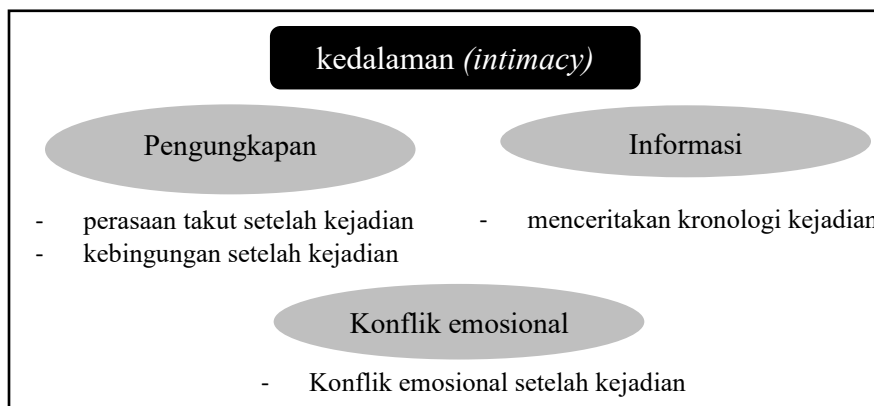 kedalaman (intimacy)
Pengungkapan
Informasi
- perasaan takut setelah kejadian
- kebingungan setelah kejadian
- menceritakan kronologi kejadian
Konflik emosional
- Konflik emosional setelah kejadian